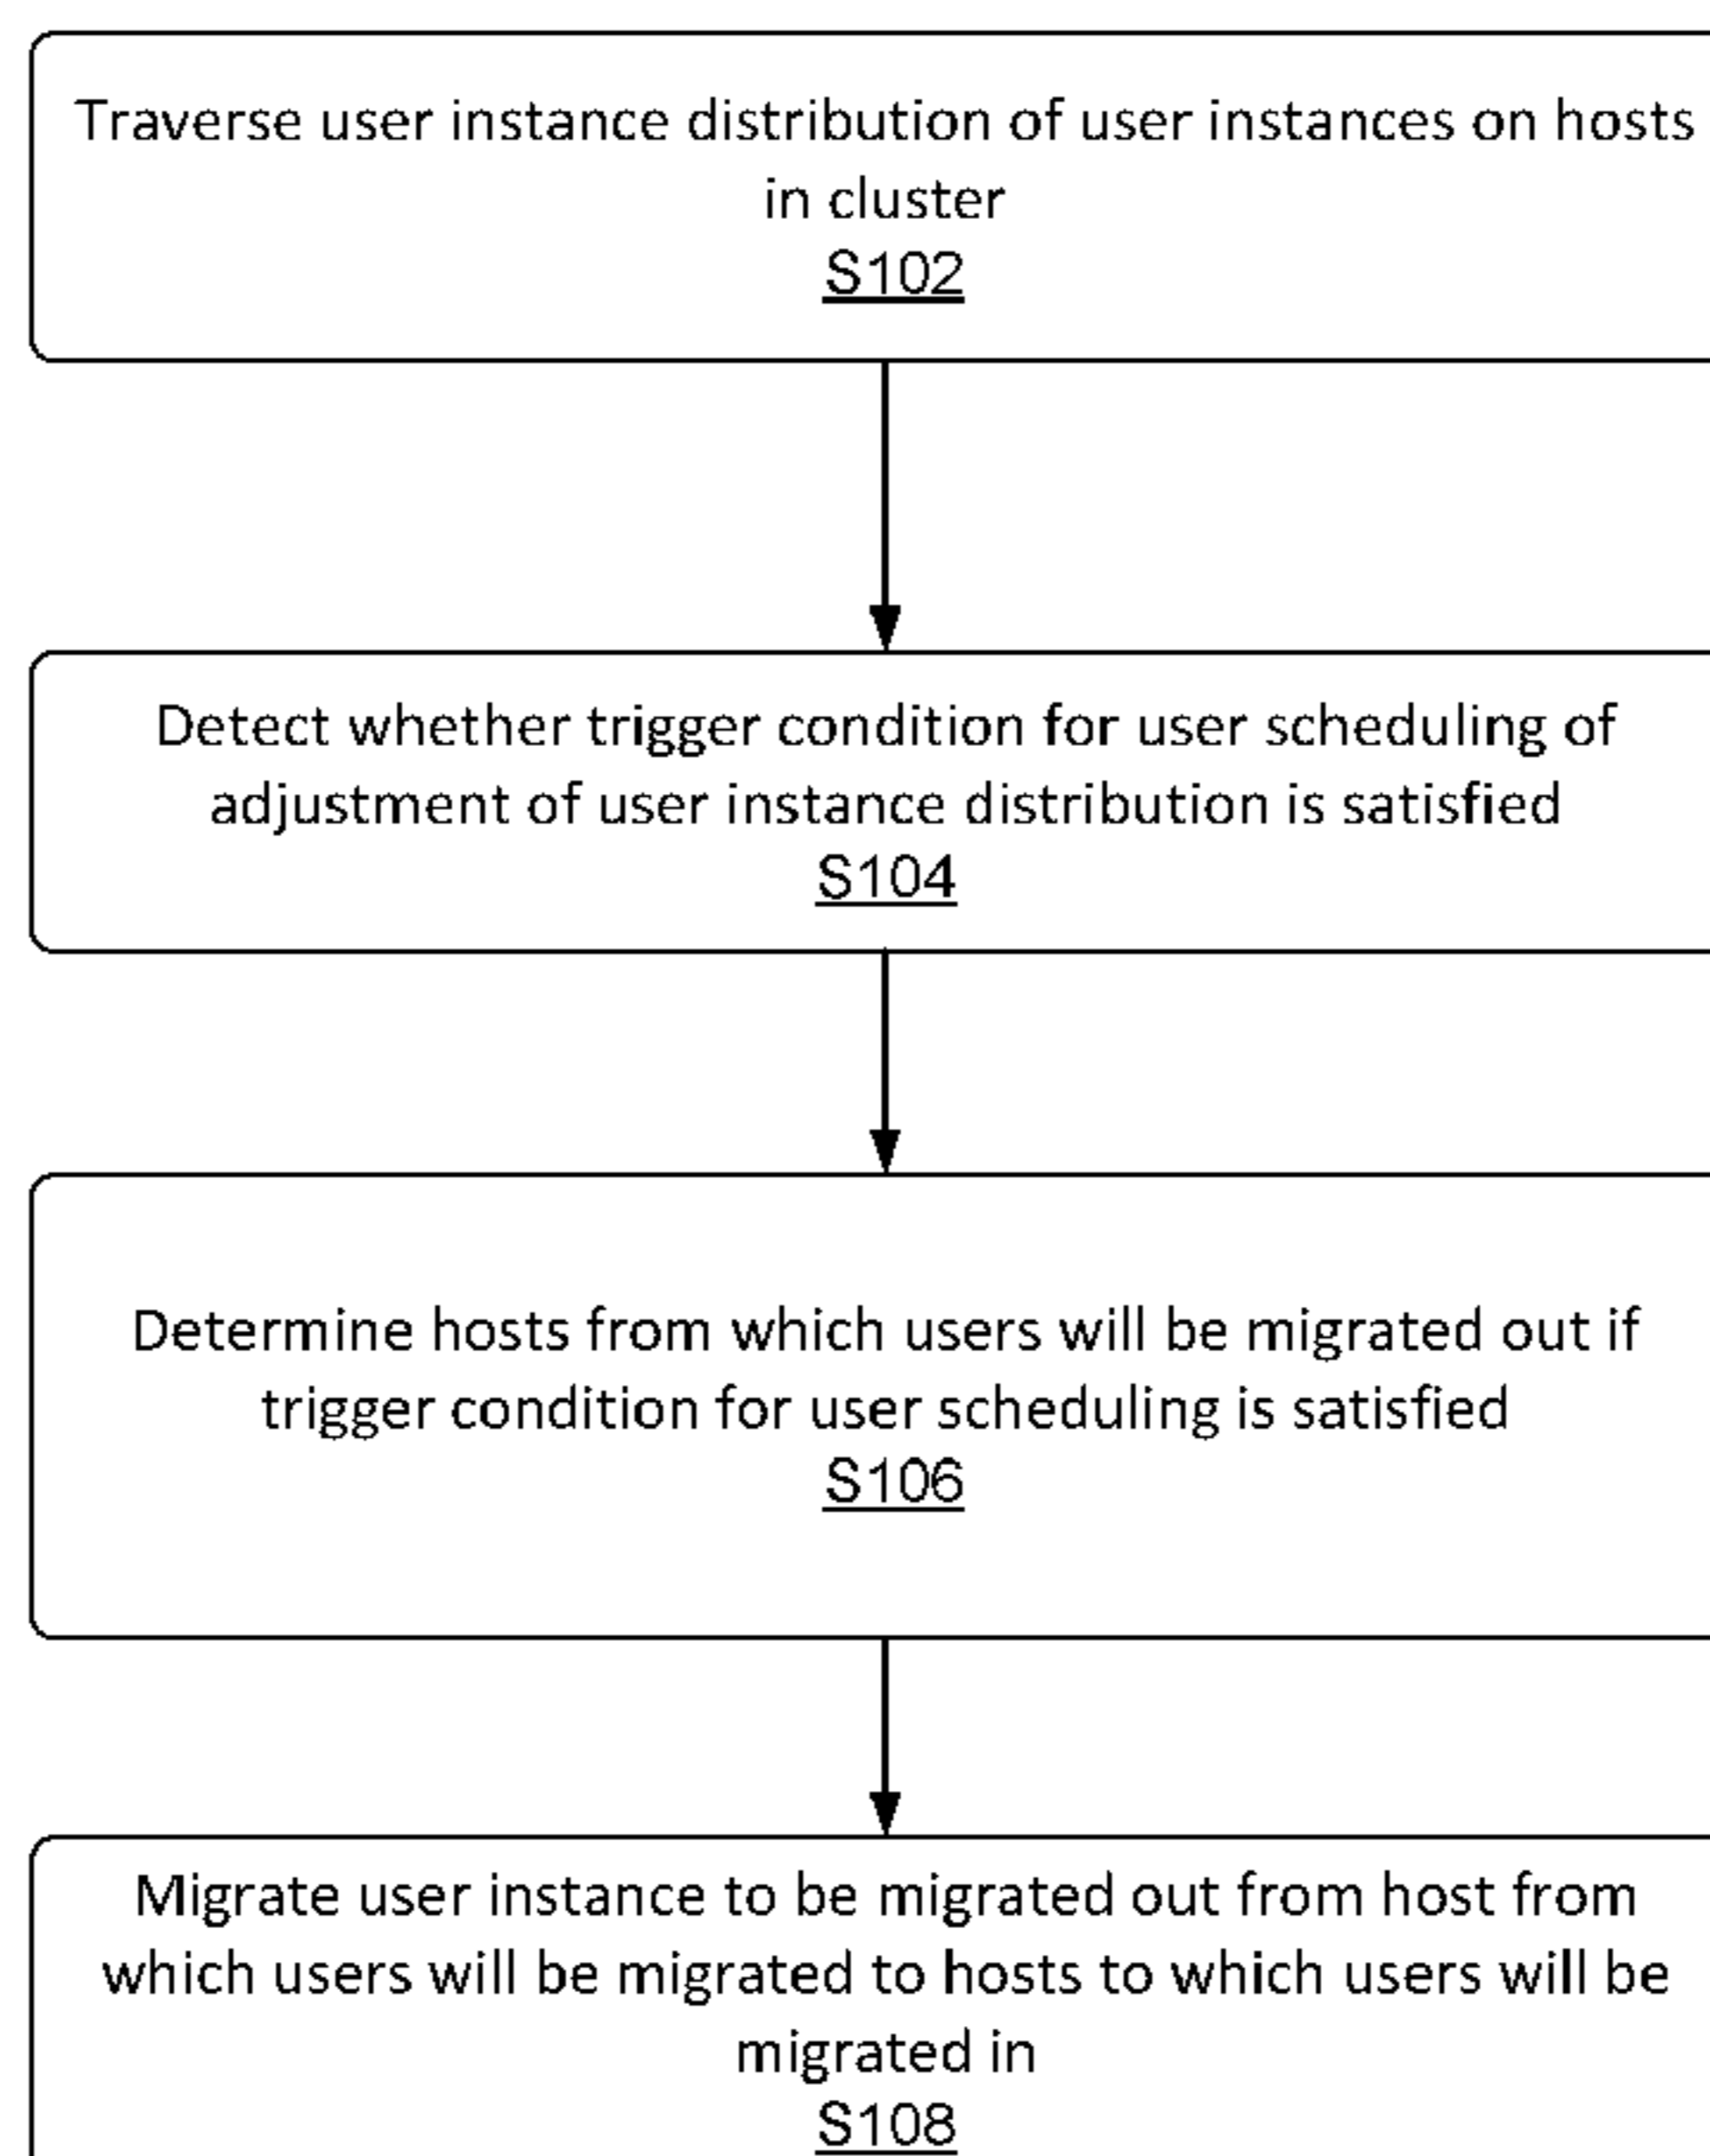 Traverse user instance distribution of user instances on hosts
in cluster
S102
Detect whether trigger condition for user scheduling of
adjustment of user instance distribution is satisfied
S104
Determine hosts from which users will be migrated out if
trigger condition for user scheduling is satisfied
S106
Migrate user instance to be migrated out from host from
which users will be migrated to hosts to which users will be
migrated in
S108